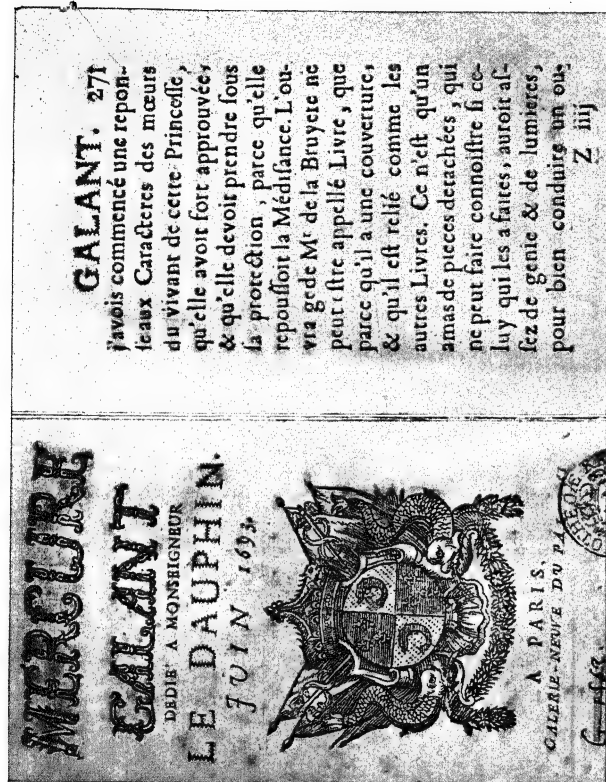 MERCURE
GALANT
DEDIE' A MONSEIGNEUR
LE DAUPHIN.
JUIN 1693.
A PARIS,
GALERIE-NEUVE DU PAL
GALANT. 271
j'avois commencé une repon-
ſeaux Caracteres des mœurs
du vivant de cette Princeſſe,
qu'elle avoit fort approuvée,
& qu'elle devoit prendre ſous
ſa protection, parce qu'elle
repouſſoit la Médiſance. L'ou-
vrage de Mr de la Bruyere ne
peut eſtre appellé Livre, que
parce qu'il a une couverture,
& qu'il eſt relié comme les
autres Livres. Ce n'eſt qu'un
amas de pieces detachées, qui
ne peut faire connoiſtre ſi ce-
luy qui les a faites, auroit aſ-
ſez de genie & de lumieres,
pour bien conduire un ou-
Z iiij